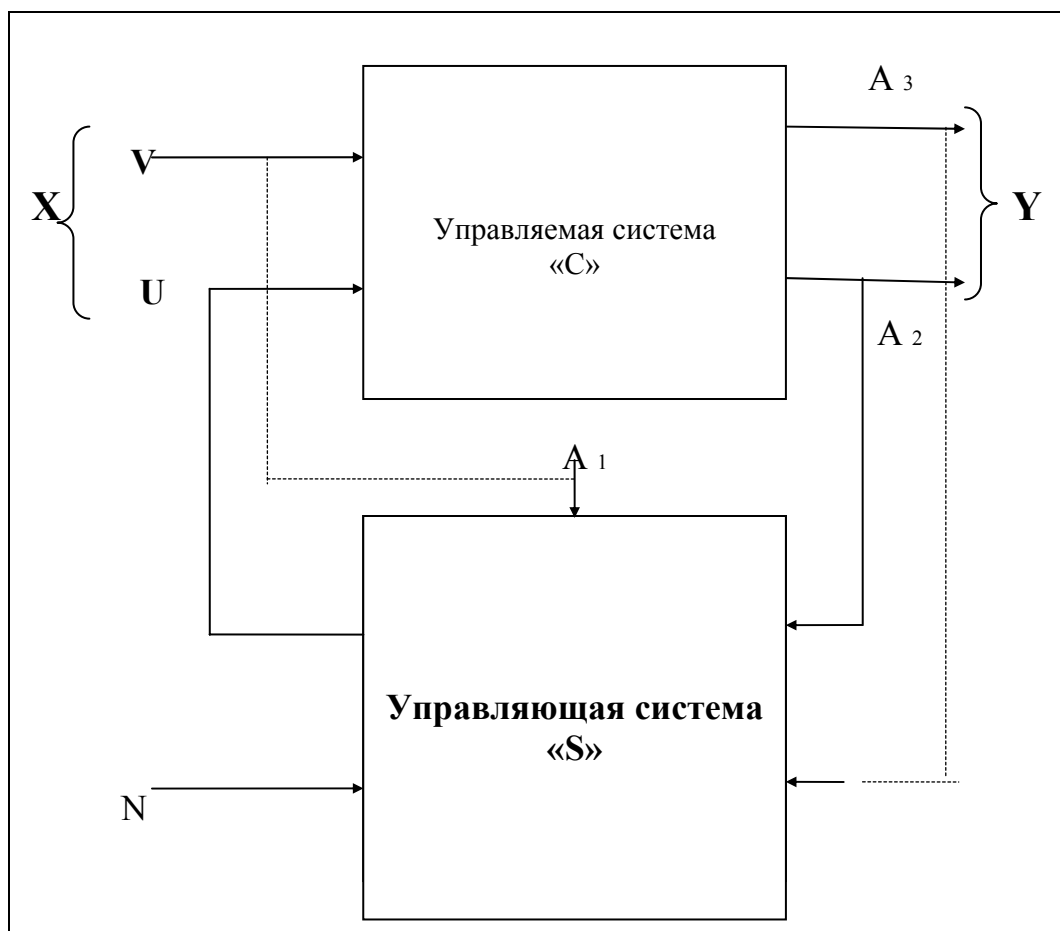 A 3
X
V
Y
Управляемая система
«С»
U
A 2
A 1
Управляющая система
«S»
N